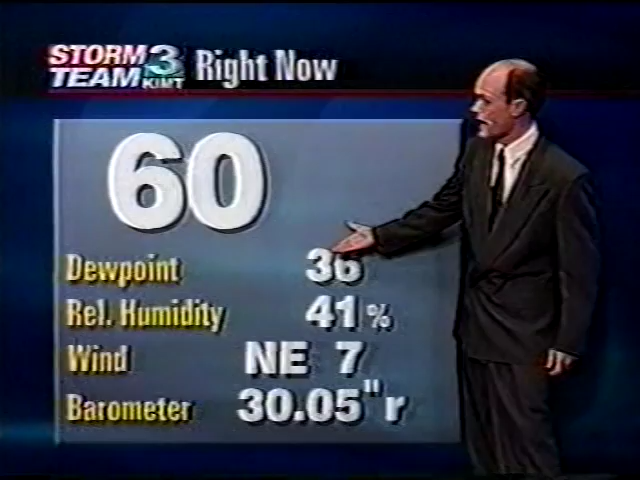 STORM
TEAM 3
KIMT
Right Now
60
Dewpoint 36
Rel. Humidity 41%
Wind NE 7
Barometer 30.05"r